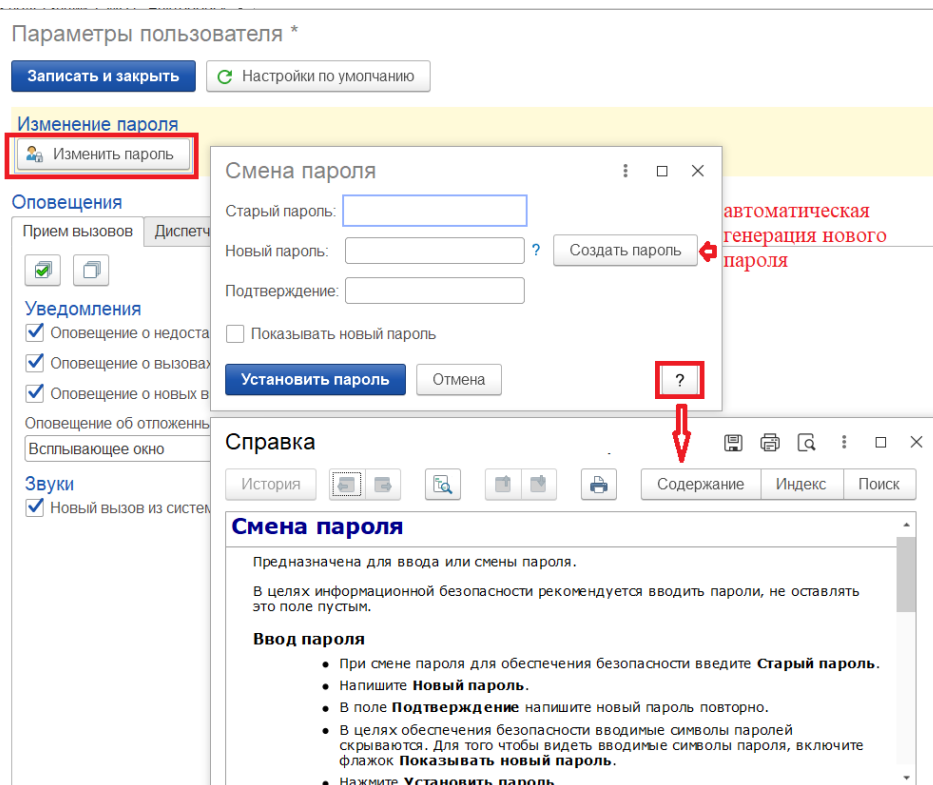 Параметры пользователя *
Записать и закрыть
Настройки по умолчанию
Изменение пароля
Изменить пароль
Смена пароля
Старый пароль:
Новый пароль:
?
Создать пароль
автоматическая
генерация нового
пароля
Подтверждение:
Показывать новый пароль
Установить пароль
Отмена
?
Оповещения
Прием вызовов
Диспетч
Уведомления
Оповещение о недоста
Оповещение о вызовах
Оповещение о новых в
Оповещение об отложенны
Всплывающее окно
Звуки
Новый вызов из систем
Справка
История
Содержание
Индекс
Поиск
Смена пароля
Предназначена для ввода или смены пароля.
В целях информационной безопасности рекомендуется вводить пароли, не оставлять
это поле пустым.
Ввод пароля
При смене пароля для обеспечения безопасности введите Старый пароль.
Напишите Новый пароль.
В поле Подтверждение напишите новый пароль повторно.
В целях обеспечения безопасности вводимые символы паролей
скрываются. Для того чтобы видеть вводимые символы пароля, включите
флажок Показывать новый пароль.
Нажмите Установить пароль